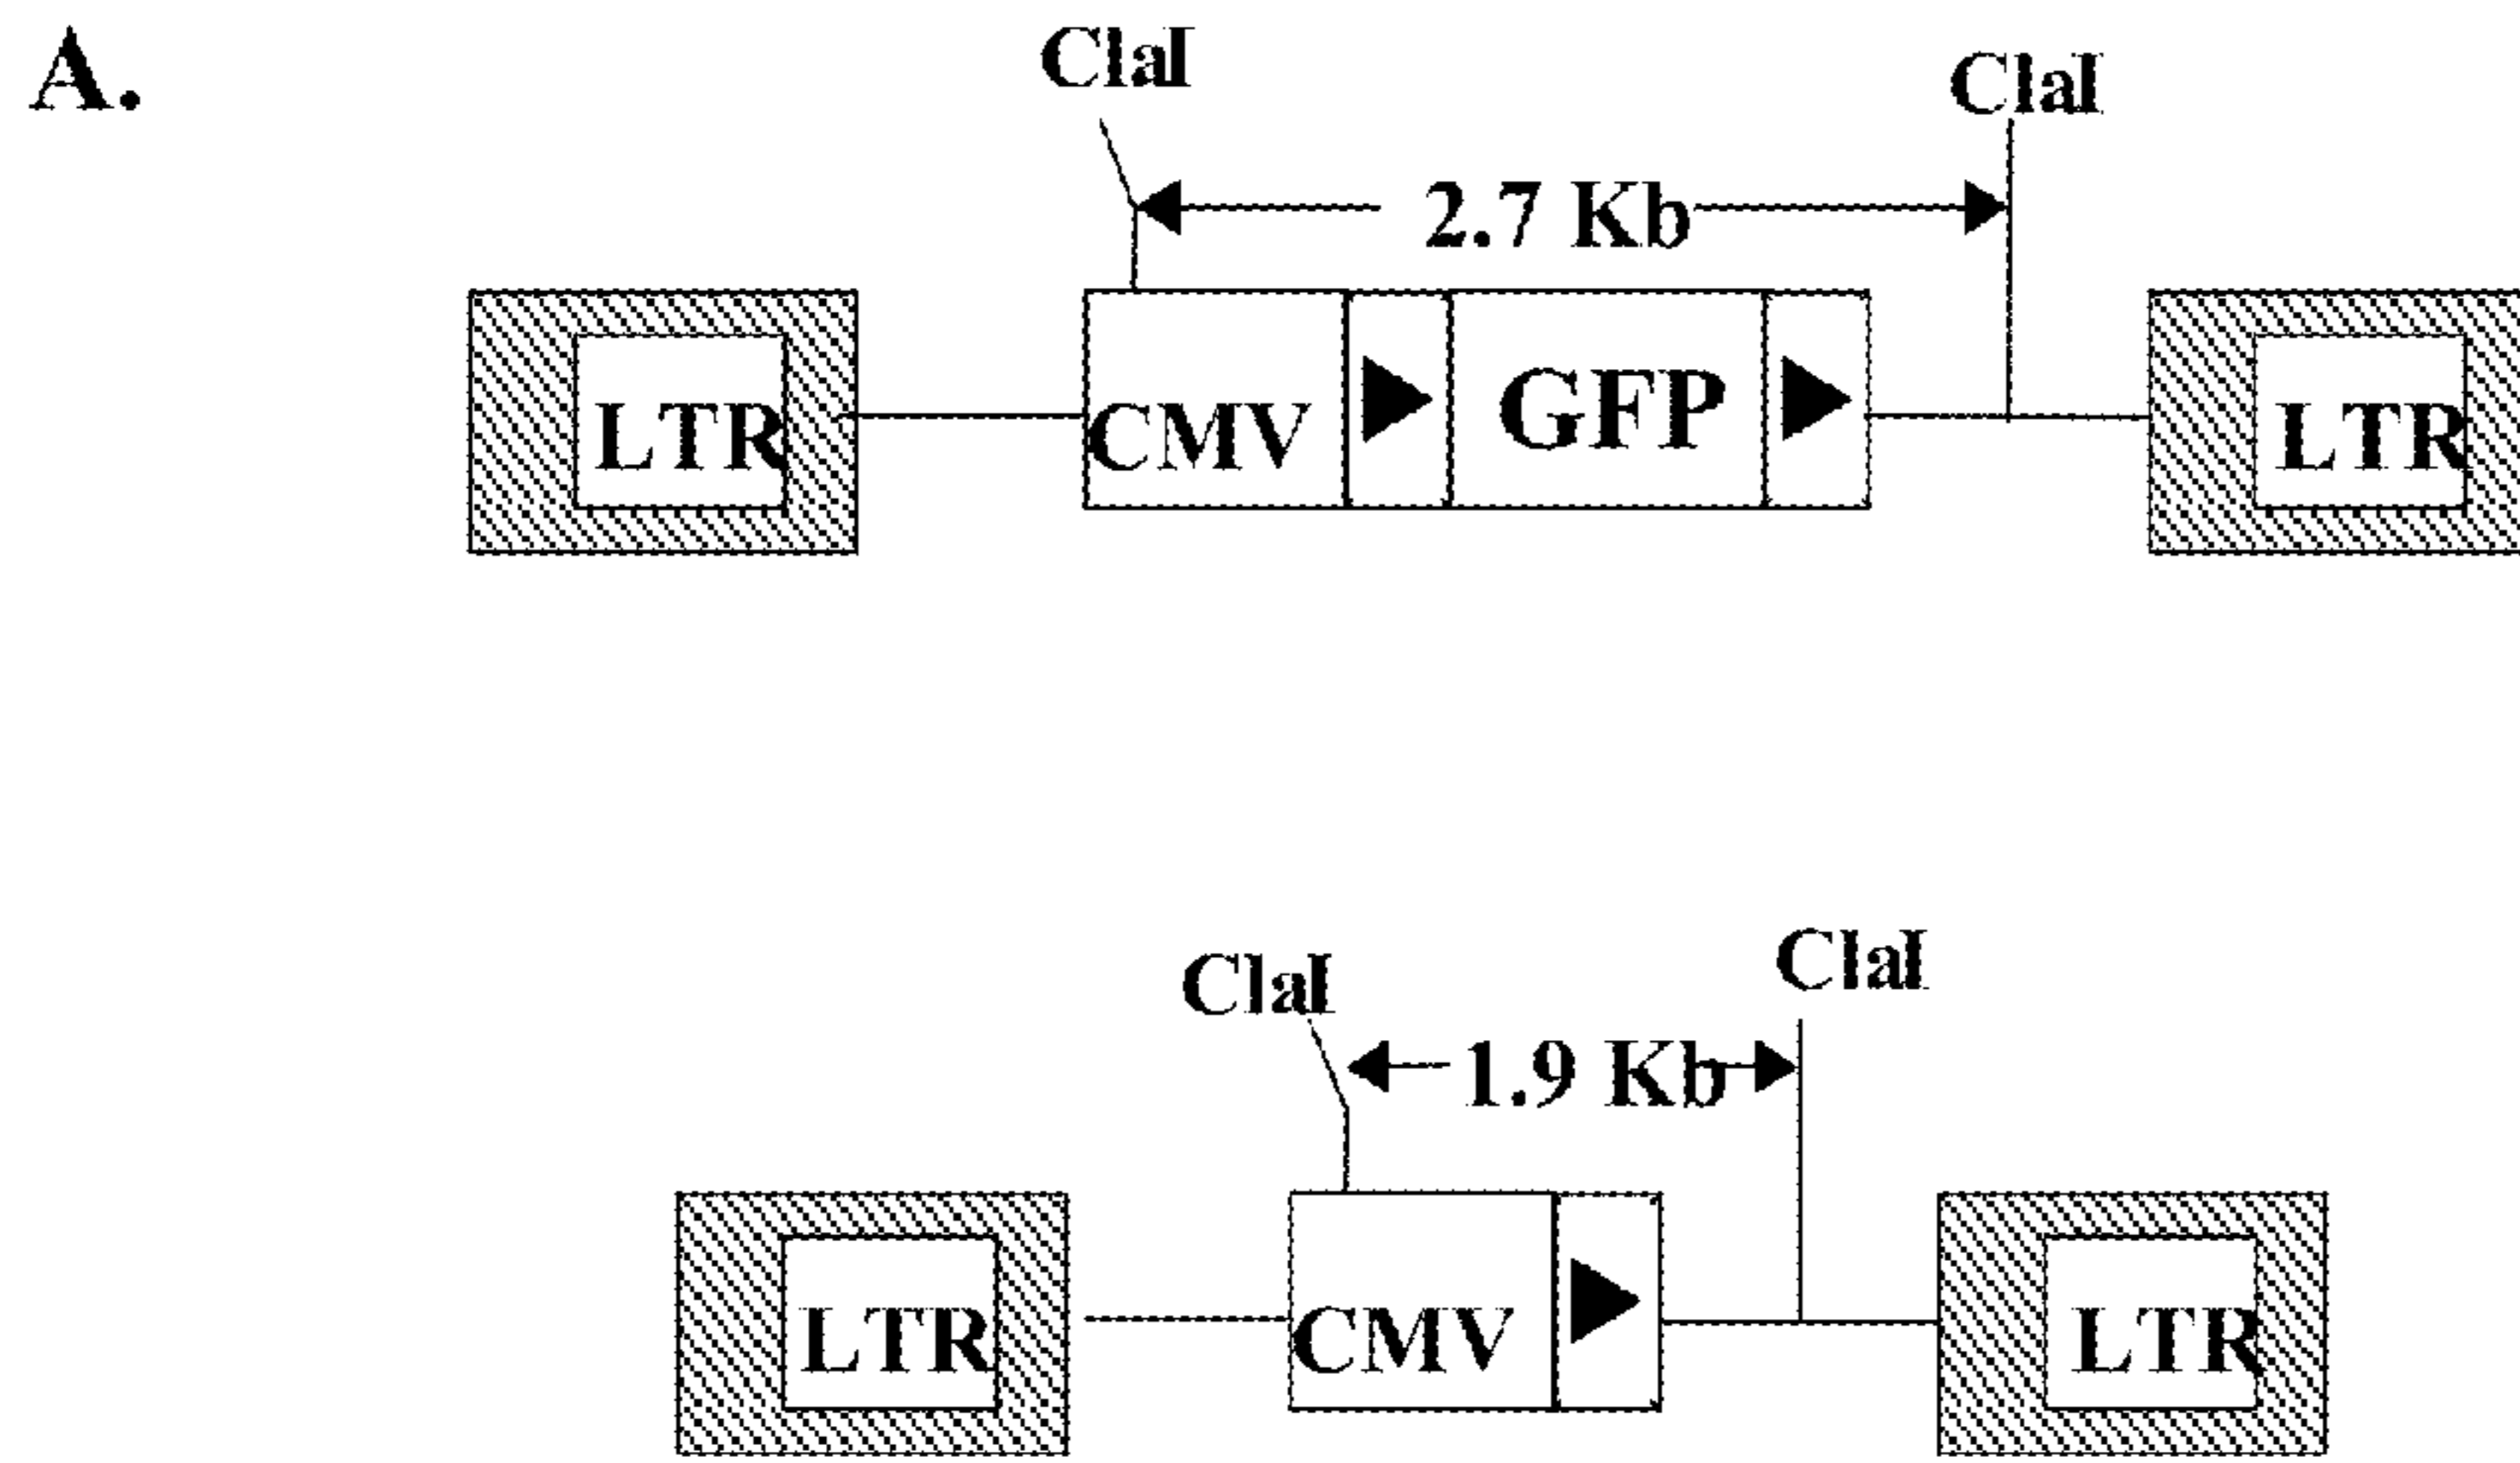 A.
ClaI
ClaI
2.7 Kb
LTR
CMV
GFP
LTR
ClaI
ClaI
1.9 Kb
LTR
CMV
LTR